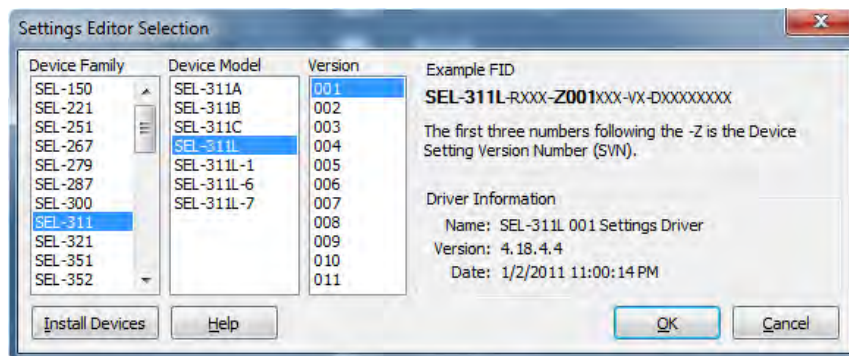 Settings Editor Selection
x
Device Family
SEL-150
SEL-221
SEL-251
SEL-267
SEL-279
SEL-287
SEL-300
SEL-311
SEL-321
SEL-351
SEL-352
Device Model
SEL-311A
SEL-311B
SEL-311C
SEL-311L
SEL-311L-1
SEL-311L-6
SEL-311L-7
Version
001
002
003
004
005
006
007
008
009
010
011
Example FID
SEL-311L-RXXX-Z001XXX-VX-DXXXXXXXX
The first three numbers following the -Z is the Device
Setting Version Number (SVN).
Driver Information
Name: SEL-311L 001 Settings Driver
Version: 4.18.4.4
Date: 1/2/2011 11:00:14 PM
Install Devices
Help
OK
Cancel